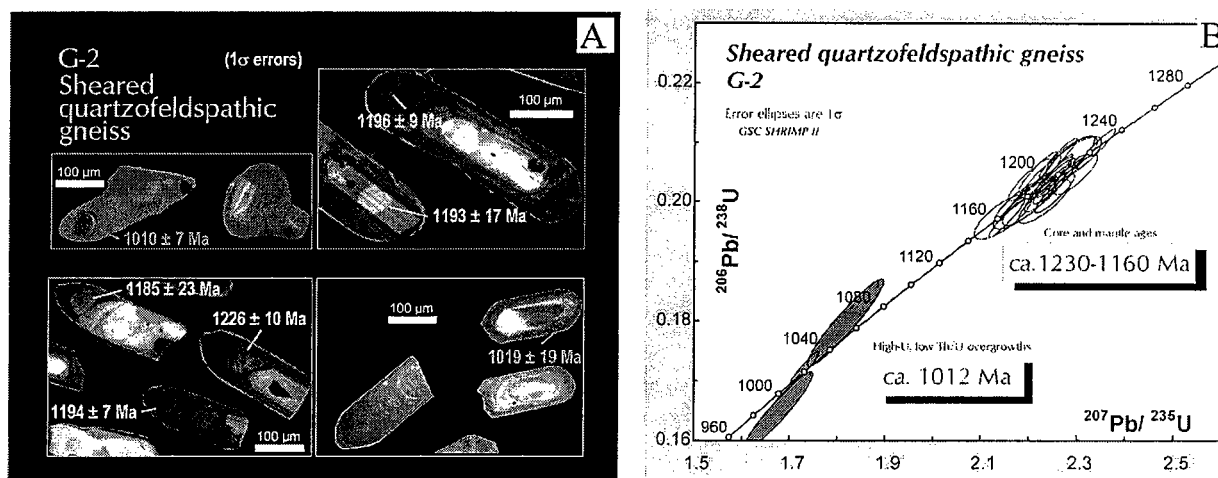 A
G-2
(1σ errors)
Sheared
quartzofeldspathic
gneiss
100 µm
1196 ± 9 Ma
100 µm
1193 ± 17 Ma
1010 ± 7 Ma
1185 ± 23 Ma
1226 ± 10 Ma
1194 ± 7 Ma
100 µm
100 µm
1019 ± 19 Ma
B
Sheared quartzofeldspathic gneiss
G-2
Error ellipses are 1σ
GSC SHRIMP II
1280
1240
1200
1160
1120
1080
1040
1000
960
Core and mantle ages
ca. 1230-1160 Ma
High-U, low Th/U overgrowths
ca. 1012 Ma
206Pb/ 238U
0.22
0.20
0.18
0.16
207Pb/ 235U
1.5
1.7
1.9
2.1
2.3
2.5